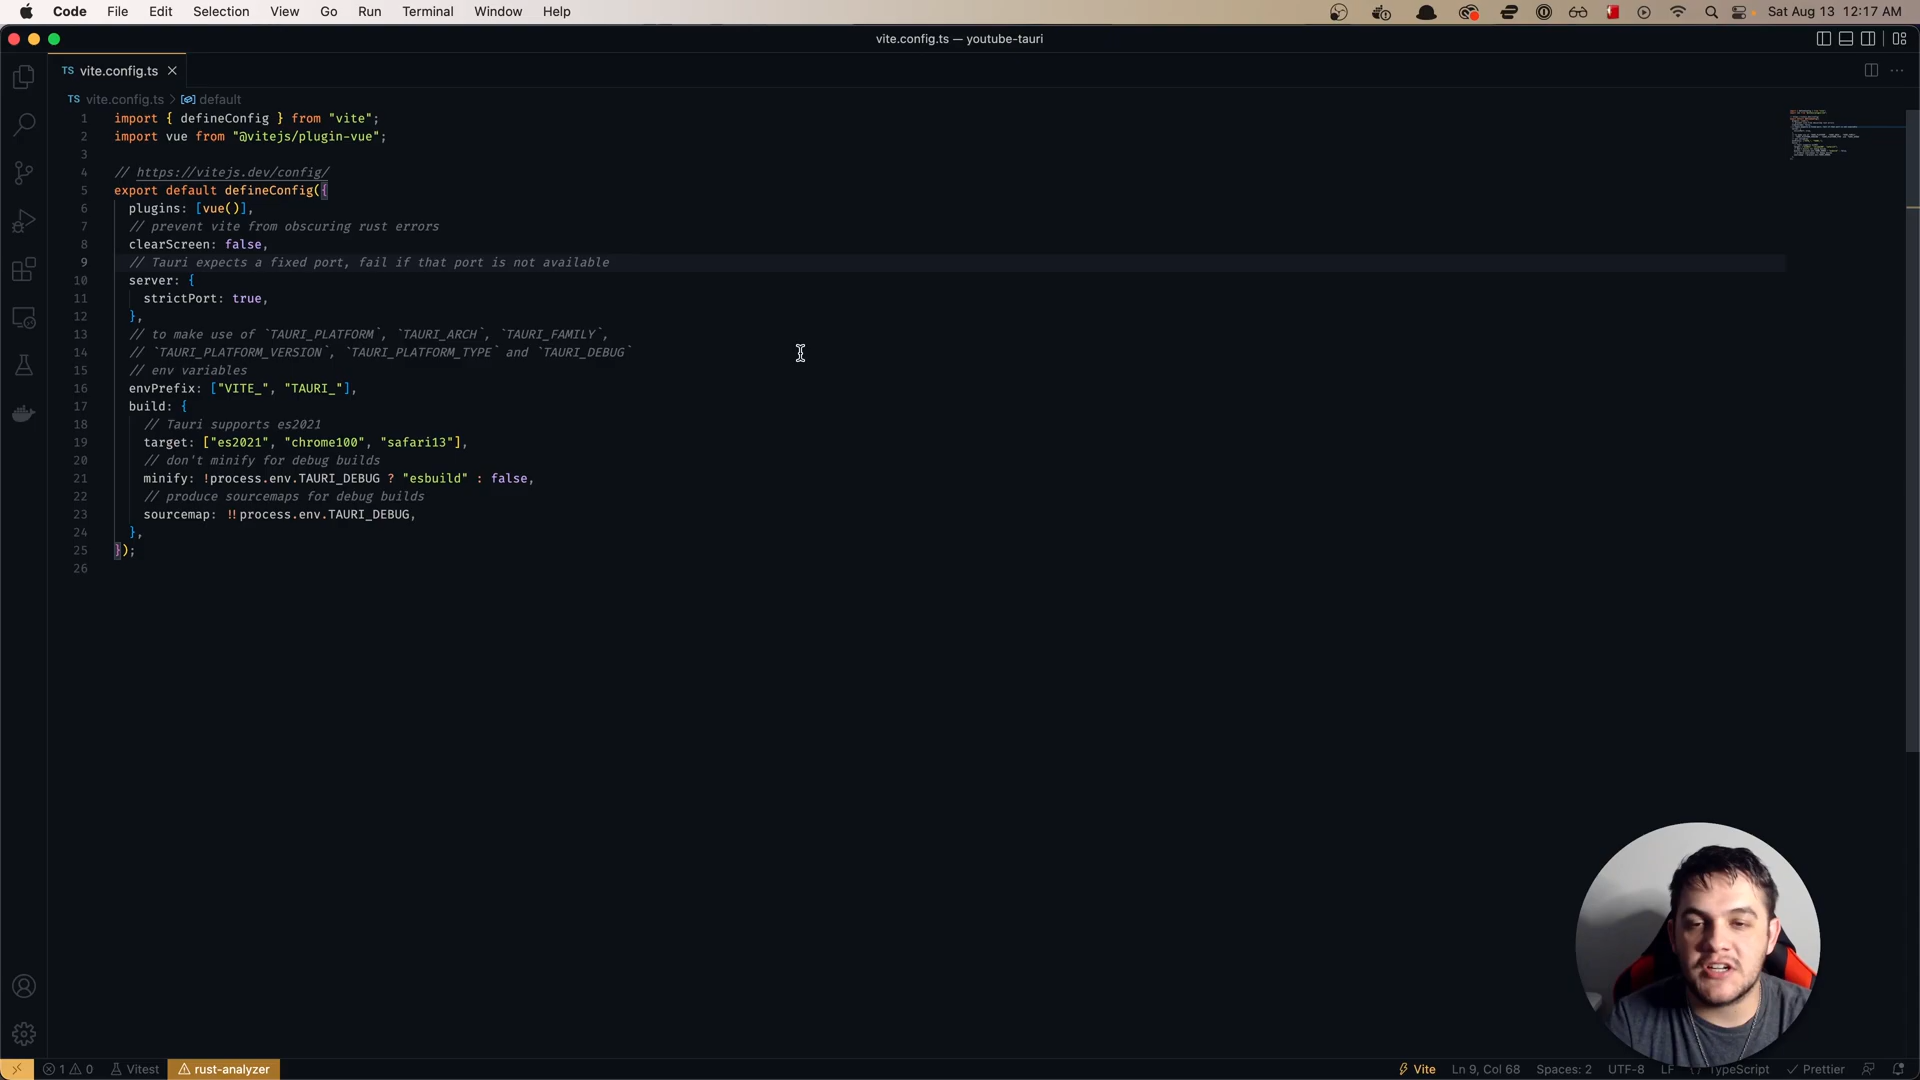 Code File Edit Selection View Go Run Terminal Window Help Sat Aug 13 12:17 AM
vite.config.ts — youtube-tauri
TS vite.config.ts
TS vite.config.ts > default
1 import { defineConfig } from "vite";
2 import vue from "@vitejs/plugin-vue";
3
4 // https://vitejs.dev/config/
5 export default defineConfig({
6 plugins: [vue()],
7 // prevent vite from obscuring rust errors
8 clearScreen: false,
9 // Tauri expects a fixed port, fail if that port is not available
10 server: {
11 strictPort: true,
12 },
13 // to make use of `TAURI_PLATFORM`, `TAURI_ARCH`, `TAURI_FAMILY`,
14 // `TAURI_PLATFORM_VERSION`, `TAURI_PLATFORM_TYPE` and `TAURI_DEBUG`
15 // env variables
16 envPrefix: ["VITE_", "TAURI_"],
17 build: {
18 // Tauri supports es2021
19 target: ["es2021", "chrome100", "safari13"],
20 // don't minify for debug builds
21 minify: !process.env.TAURI_DEBUG ? "esbuild" : false,
22 // produce sourcemaps for debug builds
23 sourcemap: !!process.env.TAURI_DEBUG,
24 },
25 });
26
1 0 Vitest rust-analyzer Vite Ln 9, Col 68 Spaces: 2 UTF-8 LF TypeScript Prettier